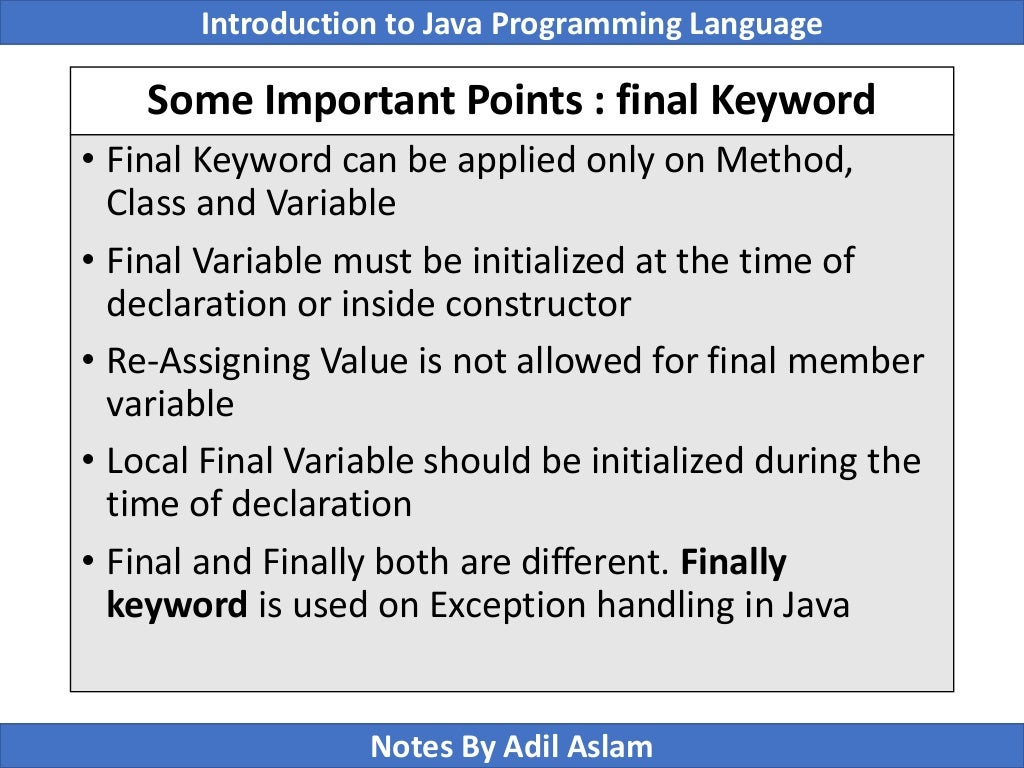 Introduction to Java Programming Language
Some Important Points : final Keyword
• Final Keyword can be applied only on Method,
Class and Variable
• Final Variable must be initialized at the time of
declaration or inside constructor
• Re-Assigning Value is not allowed for final member
variable
• Local Final Variable should be initialized during the
time of declaration
• Final and Finally both are different. Finally
keyword is used on Exception handling in Java
Notes By Adil Aslam